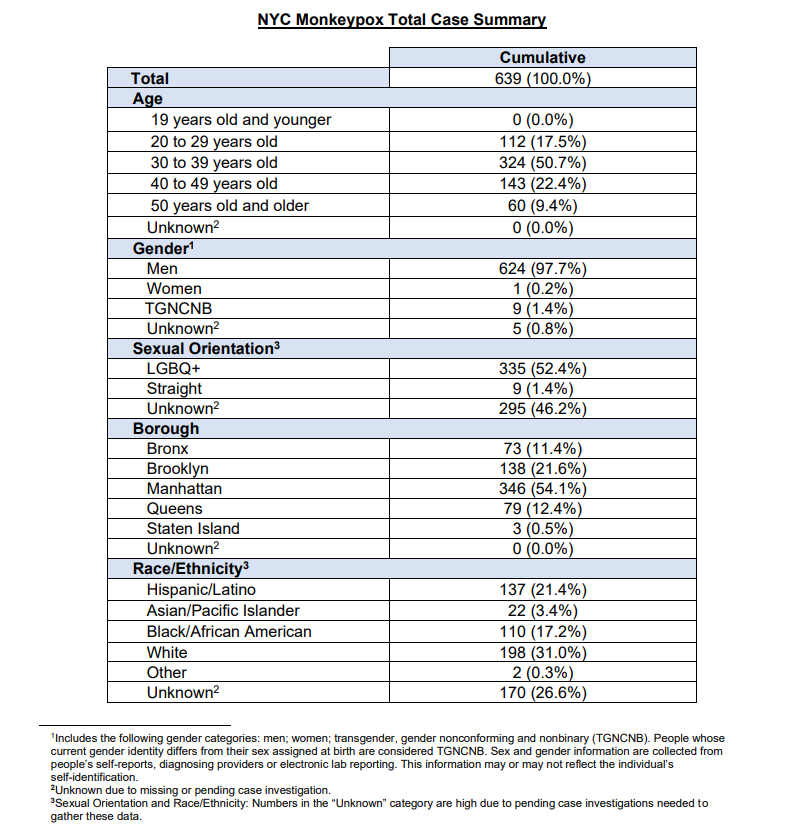 NYC Monkeypox Total Case Summary
Cumulative
Total 639 (100.0%)
Age
19 years old and younger 0 (0.0%)
20 to 29 years old 112 (17.5%)
30 to 39 years old 324 (50.7%)
40 to 49 years old 143 (22.4%)
50 years old and older 60 (9.4%)
Unknown² 0 (0.0%)
Gender¹
Men 624 (97.7%)
Women 1 (0.2%)
TGNCNB 9 (1.4%)
Unknown² 5 (0.8%)
Sexual Orientation³
LGBQ+ 335 (52.4%)
Straight 9 (1.4%)
Unknown² 295 (46.2%)
Borough
Bronx 73 (11.4%)
Brooklyn 138 (21.6%)
Manhattan 346 (54.1%)
Queens 79 (12.4%)
Staten Island 3 (0.5%)
Unknown² 0 (0.0%)
Race/Ethnicity³
Hispanic/Latino 137 (21.4%)
Asian/Pacific Islander 22 (3.4%)
Black/African American 110 (17.2%)
White 198 (31.0%)
Other 2 (0.3%)
Unknown² 170 (26.6%)
¹Includes the following gender categories: men; women; transgender, gender nonconforming and nonbinary (TGNCNB). People whose
current gender identity differs from their sex assigned at birth are considered TGNCNB. Sex and gender information are collected from
people's self-reports, diagnosing providers or electronic lab reporting. This information may or may not reflect the individual's
self-identification.
²Unknown due to missing or pending case investigation.
³Sexual Orientation and Race/Ethnicity: Numbers in the "Unknown" category are high due to pending case investigations needed to
gather these data.